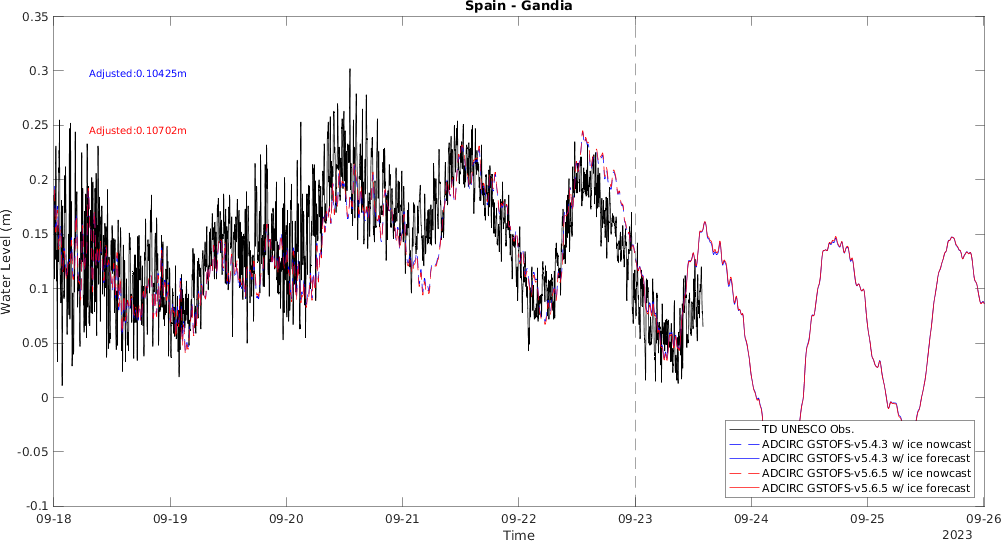 Spain - Gandia
0.35
0.3
0.25
0.2
0.15
0.1
0.05
0
-0.05
-0.1
Water Level (m)
Adjusted:0.10425m
Adjusted:0.10702m
TD UNESCO Obs.
ADCIRC GSTOFS-v5.4.3 w/ ice nowcast
ADCIRC GSTOFS-v5.4.3 w/ ice forecast
ADCIRC GSTOFS-v5.6.5 w/ ice nowcast
ADCIRC GSTOFS-v5.6.5 w/ ice forecast
09-18 09-19 09-20 09-21 09-22 09-23 09-24 09-25 09-26
Time
2023